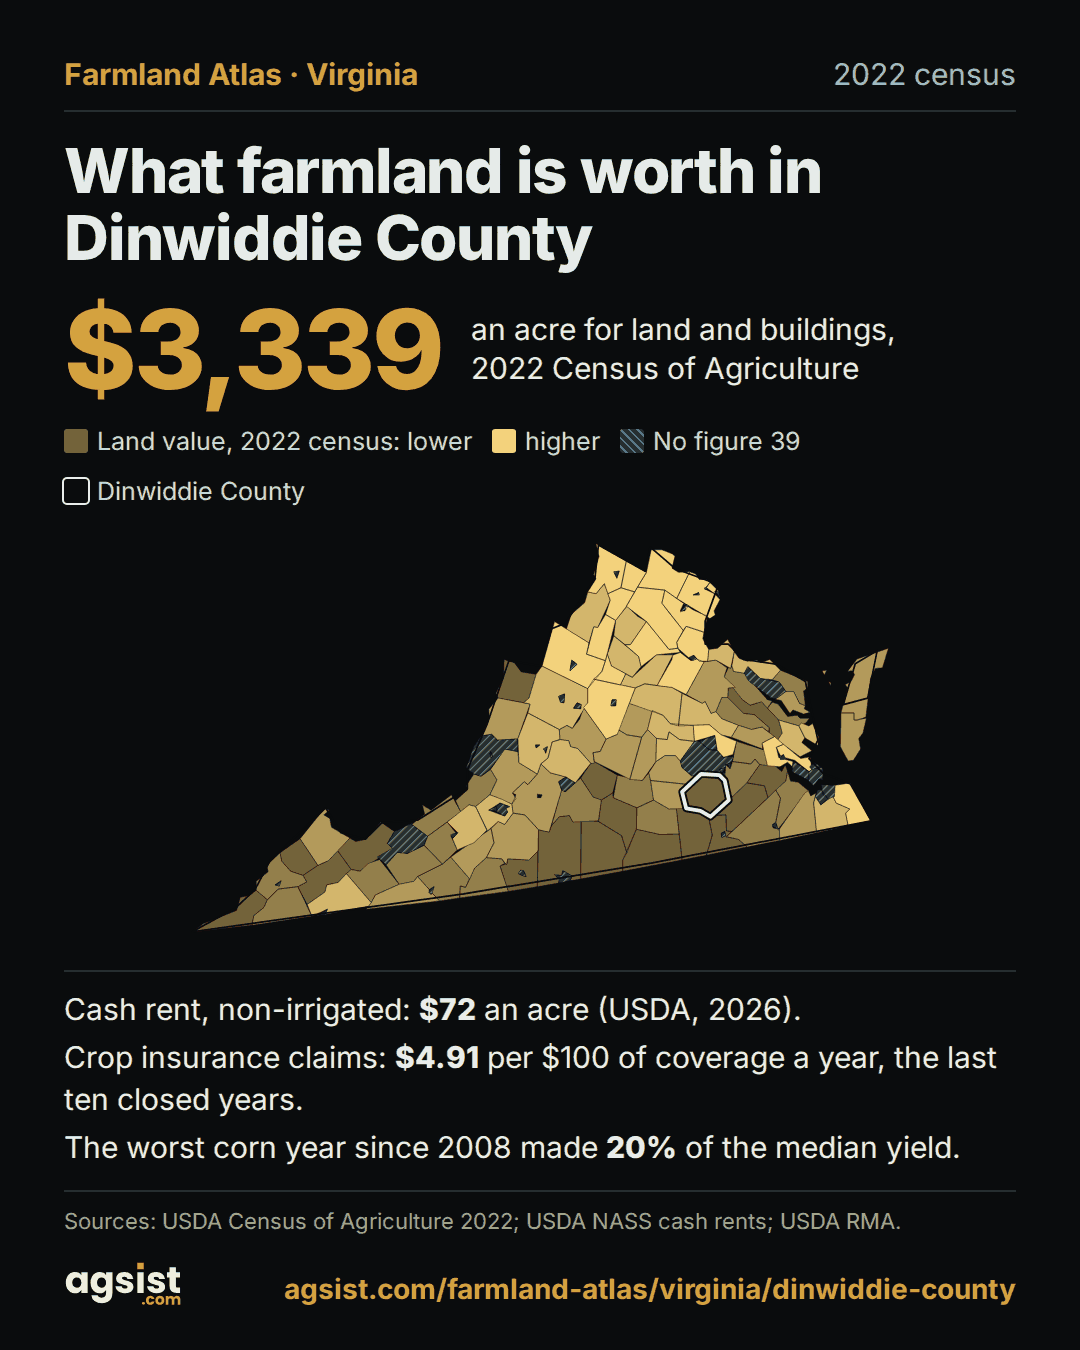 Farmland Atlas · Virginia
2022 census
What farmland is worth in
Dinwiddie County
$3,339
an acre for land and buildings,
2022 Census of Agriculture
Land value, 2022 census: lower
higher
No figure 39
Dinwiddie County
Cash rent, non-irrigated: $72 an acre (USDA, 2026).
Crop insurance claims: $4.91 per $100 of coverage a year, the last
ten closed years.
The worst corn year since 2008 made 20% of the median yield.
Sources: USDA Census of Agriculture 2022; USDA NASS cash rents; USDA RMA.
agsist
.com
agsist.com/farmland-atlas/virginia/dinwiddie-county